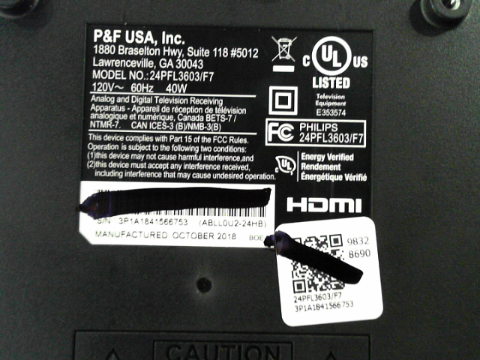 P&F USA, Inc.
1880 Braselton Hwy, Suite 118 #5012
Lawrenceville, GA 30043
MODEL NO.:24PFL3603/F7
120V~ 60Hz 40W
Analog and Digital Television Receiving
Apparatus - Appareil de réception de télévision
analogique et numérique, Canada BETS-7 /
NTMR-7. CAN ICES-3 (B)/NMB-3(B)
This device complies with Part 15 of the FCC Rules.
Operation is subject to the following two conditions:
(1)this device may not cause harmful interference,and
(2)this device must accept any interference received,
including interference that may cause undesired operation.
C UL US
LISTED
Television
Equipment
E353574
FC
PHILIPS
24PFL3603/F7
UL
Energy Verified
Rendement
Énergétique Vérifié
HDMI
S/N: 3P1A1841566753 (ABLL0U2-24HB)
MANUFACTURED: OCTOBER 2018 BOE
9832
8690
24PFL3603/F7
3P1A1841566753
CAUTION